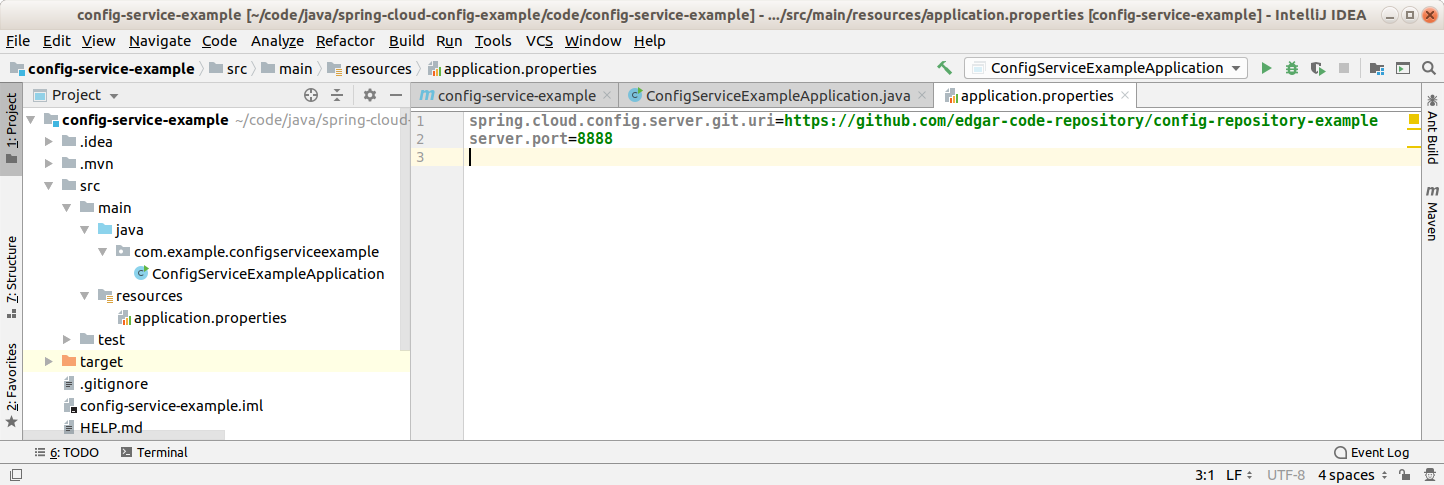 config-service-example [~/code/java/spring-cloud-config-example/code/config-service-example] - .../src/main/resources/application.properties [config-service-example] - IntelliJ IDEA
File Edit View Navigate Code Analyze Refactor Build Run Tools VCS Window Help
config-service-example src main resources application.properties ConfigServiceExampleApplication
1: Project
7: Structure
2: Favorites
Project
config-service-example ~/code/java/spring-cloud-
.idea
.mvn
src
main
java
com.example.configserviceexample
ConfigServiceExampleApplication
resources
application.properties
test
target
.gitignore
config-service-example.iml
HELP.md
config-service-example ConfigServiceExampleApplication.java application.properties
1 spring.cloud.config.server.git.uri=https://github.com/edgar-code-repository/config-repository-example
2 server.port=8888
3
Ant Build
Maven
6: TODO Terminal Event Log
3:1 LF UTF-8 4 spaces